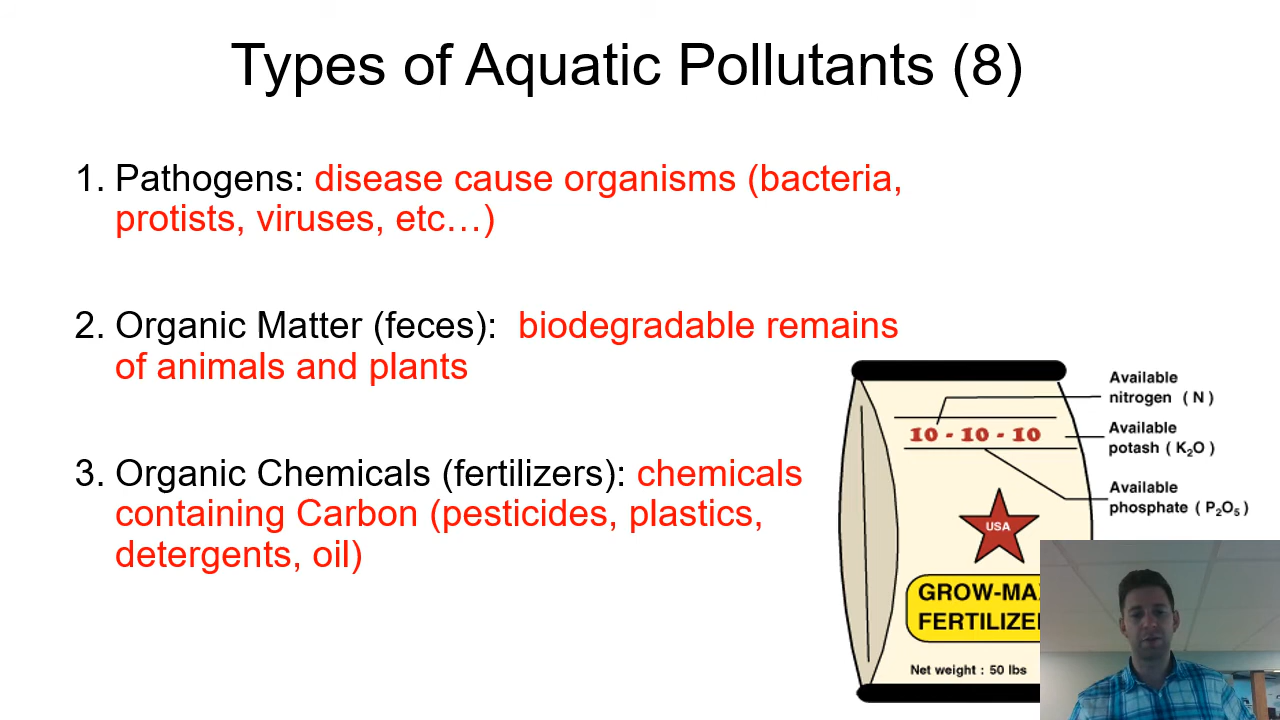 Types of Aquatic Pollutants (8)
1. Pathogens: disease cause organisms (bacteria,
protists, viruses, etc…)
2. Organic Matter (feces):  biodegradable remains
of animals and plants
3. Organic Chemicals (fertilizers): chemicals
containing Carbon (pesticides, plastics,
detergents, oil)
Available
nitrogen ( N )
10 - 10 - 10
Available
potash ( K₂O )
Available
phosphate ( P₂O₅ )
USA
GROW-MA
FERTILIZE
Net weight : 50 lbs